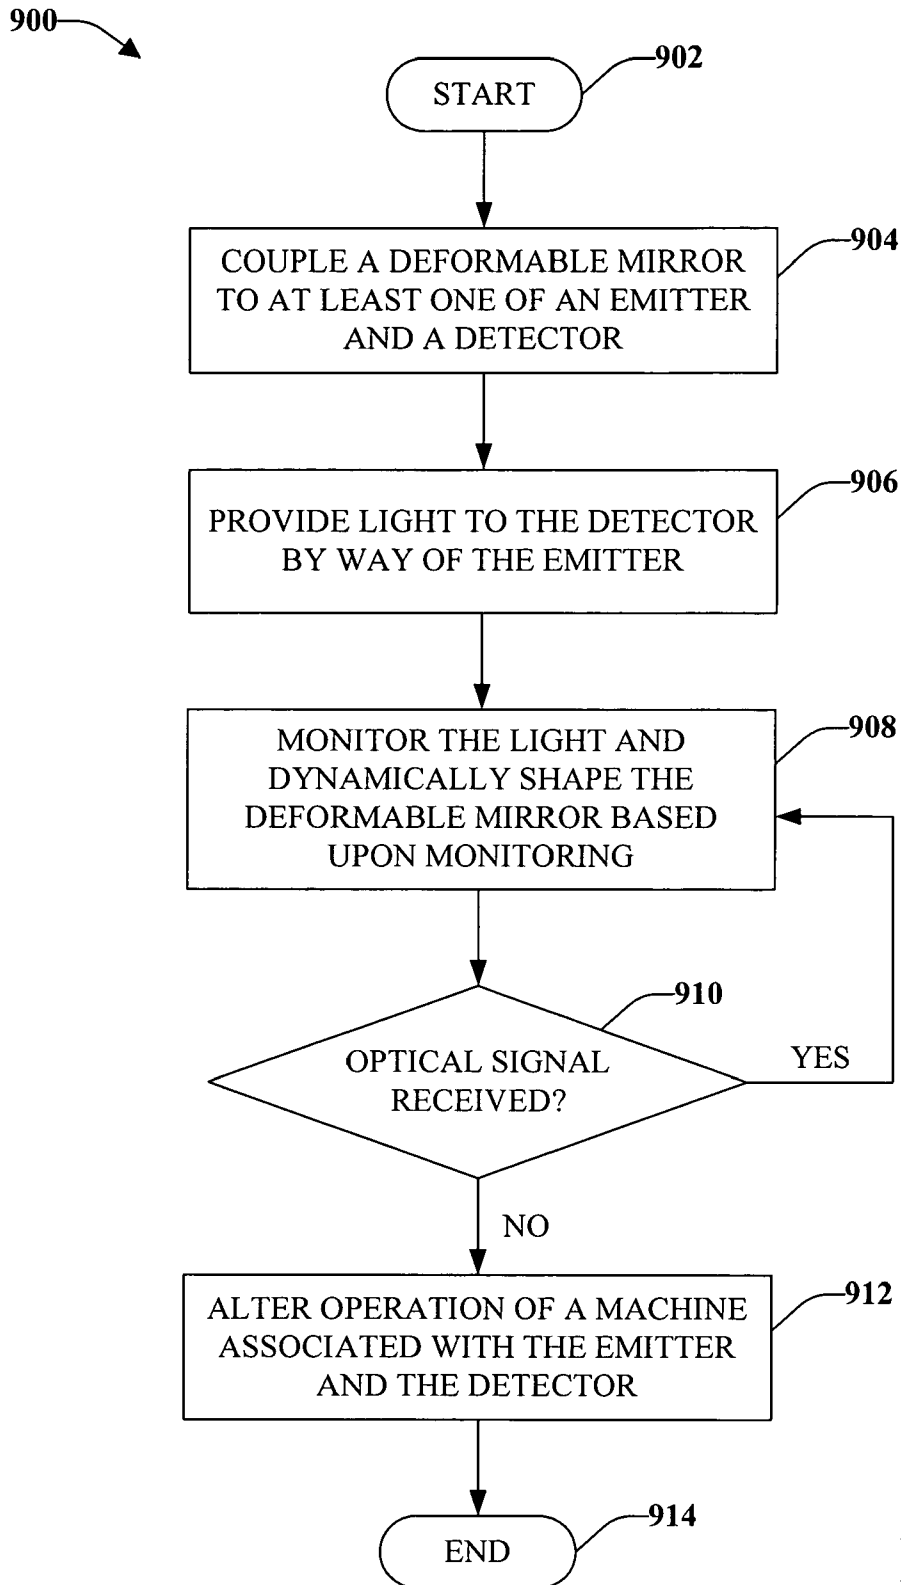 900
902
START
904
COUPLE A DEFORMABLE MIRROR
TO AT LEAST ONE OF AN EMITTER
AND A DETECTOR
906
PROVIDE LIGHT TO THE DETECTOR
BY WAY OF THE EMITTER
908
MONITOR THE LIGHT AND
DYNAMICALLY SHAPE THE
DEFORMABLE MIRROR BASED
UPON MONITORING
910
OPTICAL SIGNAL
RECEIVED?
YES
NO
912
ALTER OPERATION OF A MACHINE
ASSOCIATED WITH THE EMITTER
AND THE DETECTOR
914
END